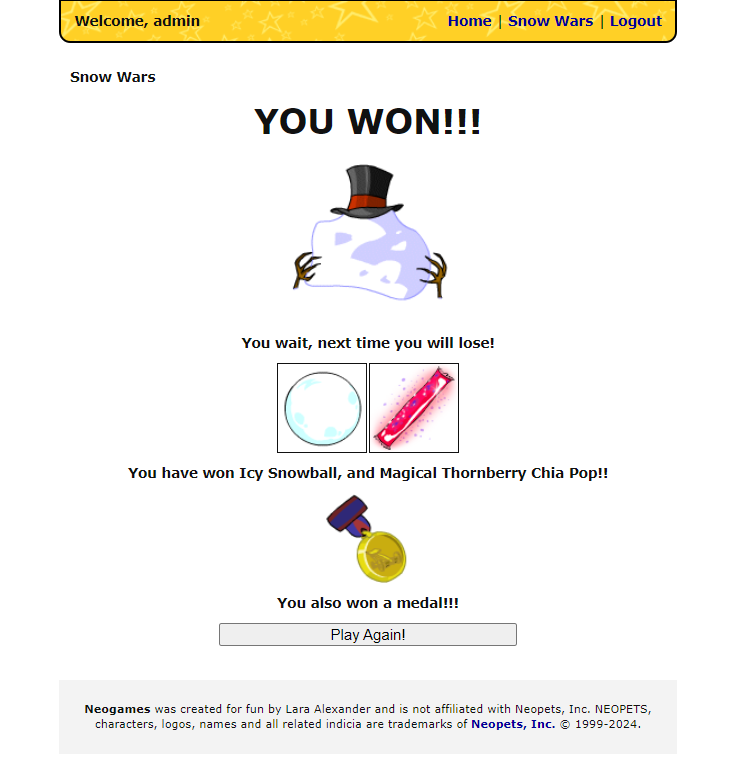 Welcome, admin
Home | Snow Wars | Logout
Snow Wars
YOU WON!!!
You wait, next time you will lose!
You have won Icy Snowball, and Magical Thornberry Chia Pop!!
You also won a medal!!!
Play Again!
Neogames was created for fun by Lara Alexander and is not affiliated with Neopets, Inc. NEOPETS,
characters, logos, names and all related indicia are trademarks of Neopets, Inc. © 1999-2024.